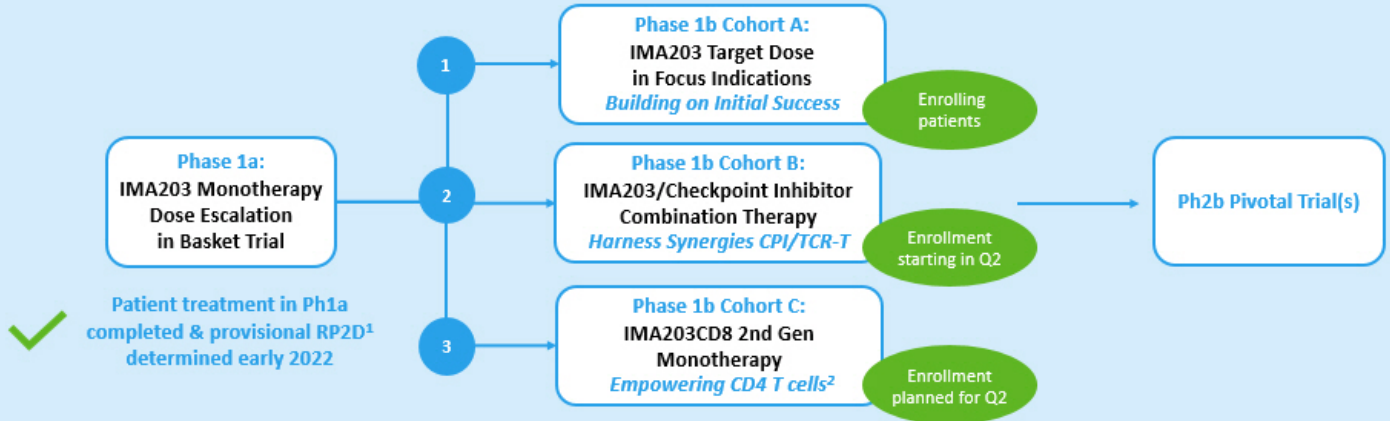 Phase 1a:
IMA203 Monotherapy
Dose Escalation
in Basket Trial
Patient treatment in Ph1a
completed & provisional RP2D¹
determined early 2022
1
Phase 1b Cohort A:
IMA203 Target Dose
in Focus Indications
Building on Initial Success
Enrolling
patients
2
Phase 1b Cohort B:
IMA203/Checkpoint Inhibitor
Combination Therapy
Harness Synergies CPI/TCR-T
Enrollment
starting in Q2
3
Phase 1b Cohort C:
IMA203CD8 2nd Gen
Monotherapy
Empowering CD4 T cells²
Enrollment
planned for Q2
Ph2b Pivotal Trial(s)